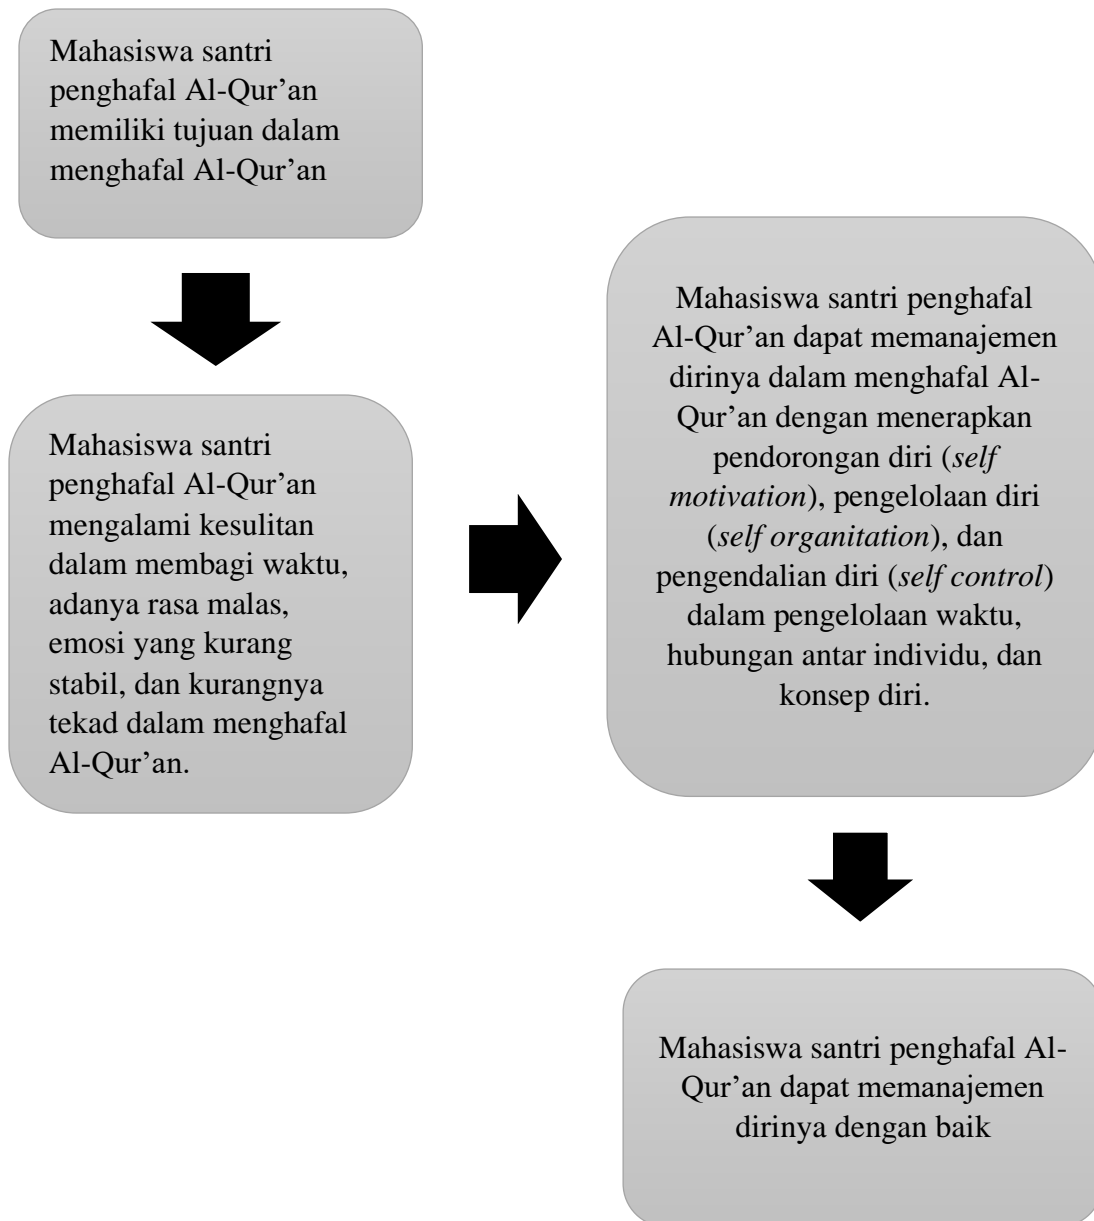 Mahasiswa santri
penghafal Al-Qur’an
memiliki tujuan dalam
menghafal Al-Qur’an
Mahasiswa santri
penghafal Al-Qur’an
mengalami kesulitan
dalam membagi waktu,
adanya rasa malas,
emosi yang kurang
stabil, dan kurangnya
tekad dalam menghafal
Al-Qur’an.
Mahasiswa santri penghafal
Al-Qur’an dapat memanajemen
dirinya dalam menghafal Al-
Qur’an dengan menerapkan
pendorongan diri (self
motivation), pengelolaan diri
(self organitation), dan
pengendalian diri (self control)
dalam pengelolaan waktu,
hubungan antar individu, dan
konsep diri.
Mahasiswa santri penghafal Al-
Qur’an dapat memanajemen
dirinya dengan baik